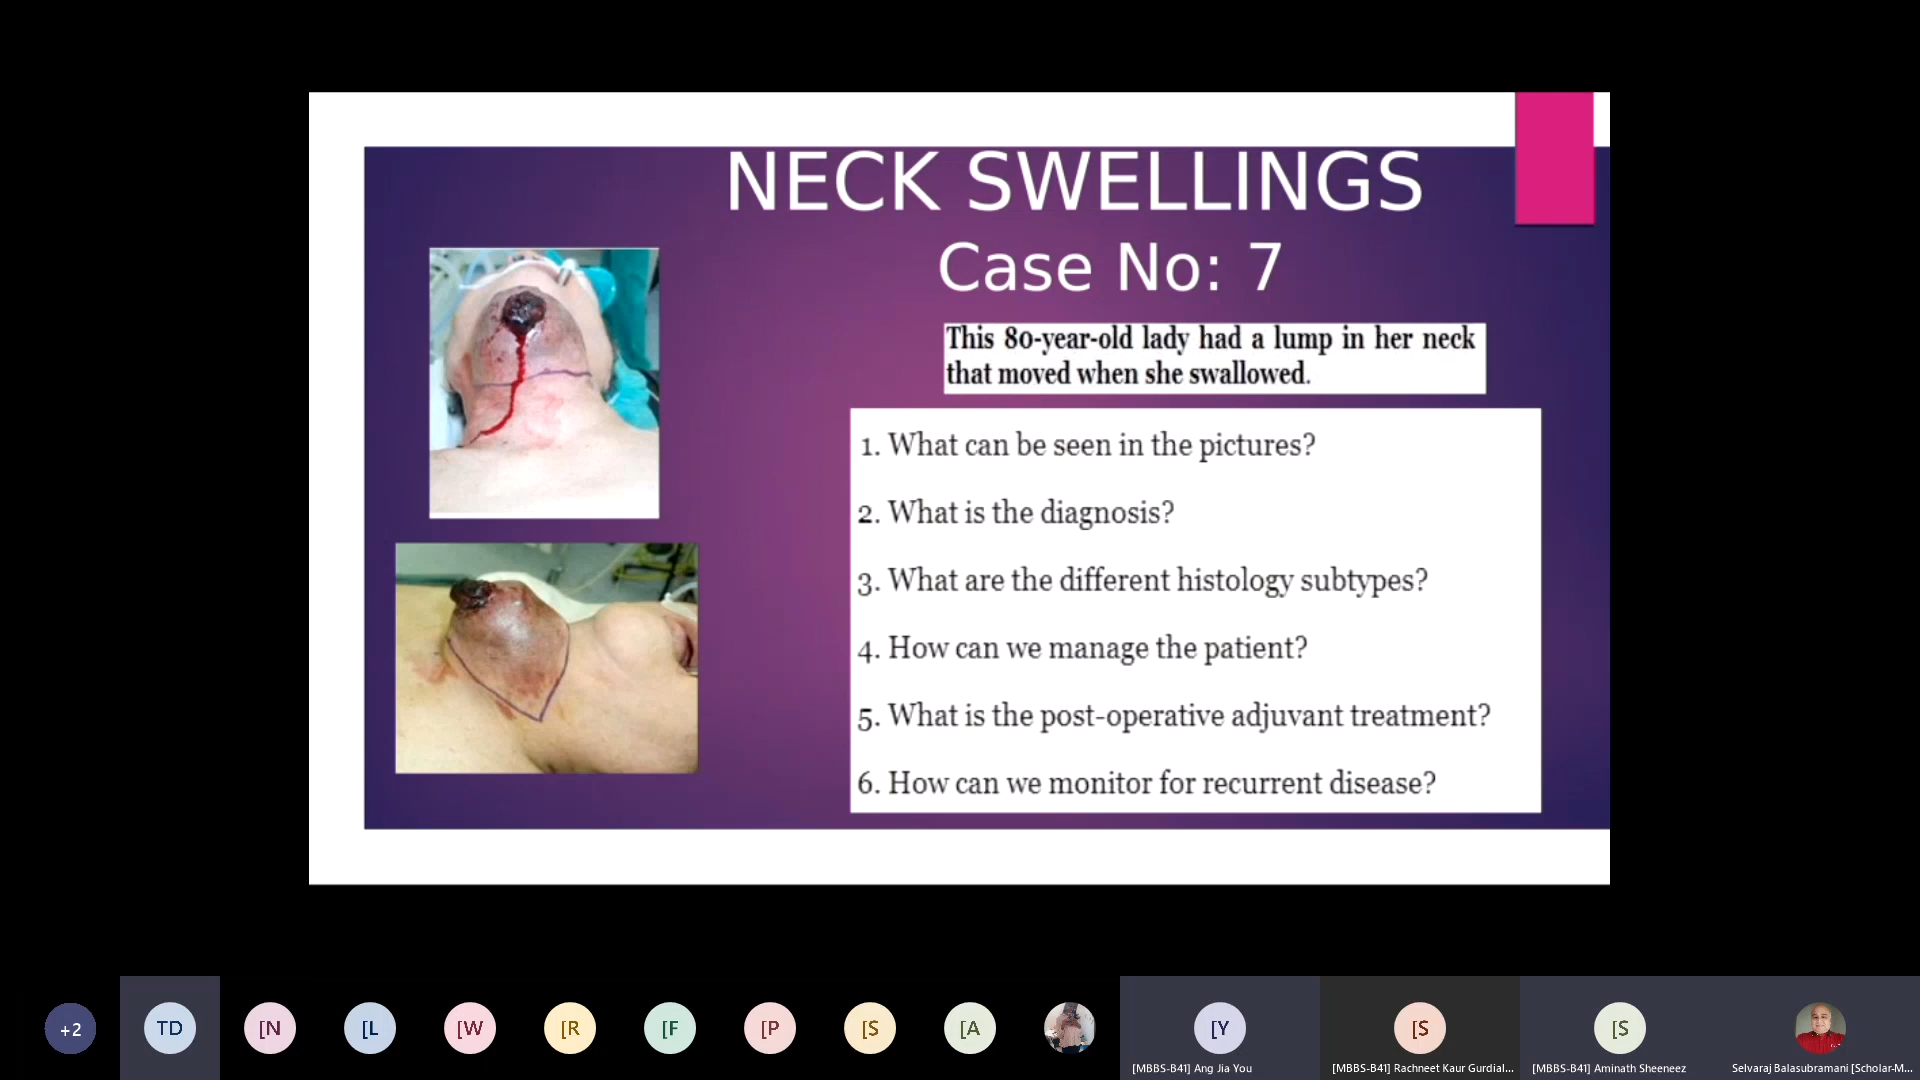 NECK SWELLINGS
Case No: 7
This 80-year-old lady had a lump in her neck
that moved when she swallowed.
1. What can be seen in the pictures?
2. What is the diagnosis?
3. What are the different histology subtypes?
4. How can we manage the patient?
5. What is the post-operative adjuvant treatment?
6. How can we monitor for recurrent disease?
+2
TD
[N
[L
[W
[R
[F
[P
[S
[A
[Y
[S
[S
[MBBS-B41] Ang Jia You
[MBBS-B41] Rachneet Kaur Gurdial...
[MBBS-B41] Aminath Sheeneez
Selvaraj Balasubramani [Scholar-M...